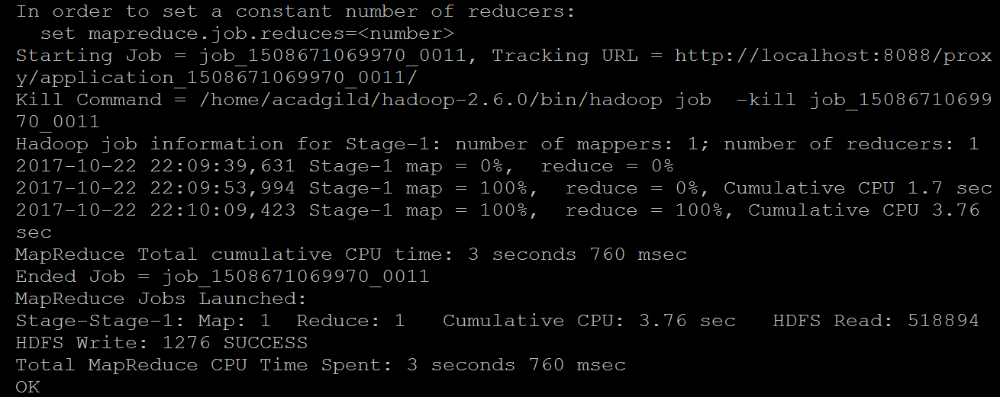 In order to set a constant number of reducers:
  set mapreduce.job.reduces=<number>
Starting Job = job_1508671069970_0011, Tracking URL = http://localhost:8088/prox
y/application_1508671069970_0011/
Kill Command = /home/acadgild/hadoop-2.6.0/bin/hadoop job  -kill job_15086710699
70_0011
Hadoop job information for Stage-1: number of mappers: 1; number of reducers: 1
2017-10-22 22:09:39,631 Stage-1 map = 0%,  reduce = 0%
2017-10-22 22:09:53,994 Stage-1 map = 100%,  reduce = 0%, Cumulative CPU 1.7 sec
2017-10-22 22:10:09,423 Stage-1 map = 100%,  reduce = 100%, Cumulative CPU 3.76
sec
MapReduce Total cumulative CPU time: 3 seconds 760 msec
Ended Job = job_1508671069970_0011
MapReduce Jobs Launched:
Stage-Stage-1: Map: 1  Reduce: 1   Cumulative CPU: 3.76 sec   HDFS Read: 518894
HDFS Write: 1276 SUCCESS
Total MapReduce CPU Time Spent: 3 seconds 760 msec
OK